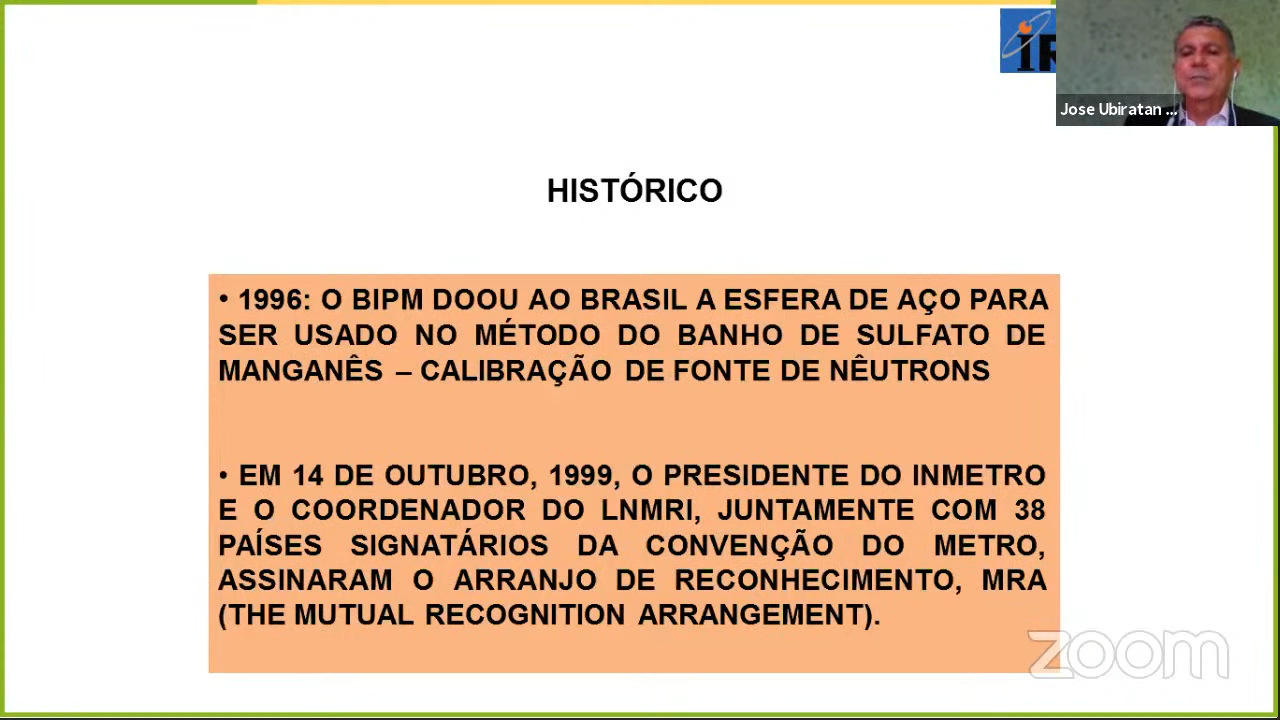 iR
Jose Ubiratan ...
HISTÓRICO
• 1996: O BIPM DOOU AO BRASIL A ESFERA DE AÇO PARA
SER USADO NO MÉTODO DO BANHO DE SULFATO DE
MANGANÊS – CALIBRAÇÃO DE FONTE DE NÊUTRONS
• EM 14 DE OUTUBRO, 1999, O PRESIDENTE DO INMETRO
E O COORDENADOR DO LNMRI, JUNTAMENTE COM 38
PAÍSES SIGNATÁRIOS DA CONVENÇÃO DO METRO,
ASSINARAM O ARRANJO DE RECONHECIMENTO, MRA
(THE MUTUAL RECOGNITION ARRANGEMENT).
zoom